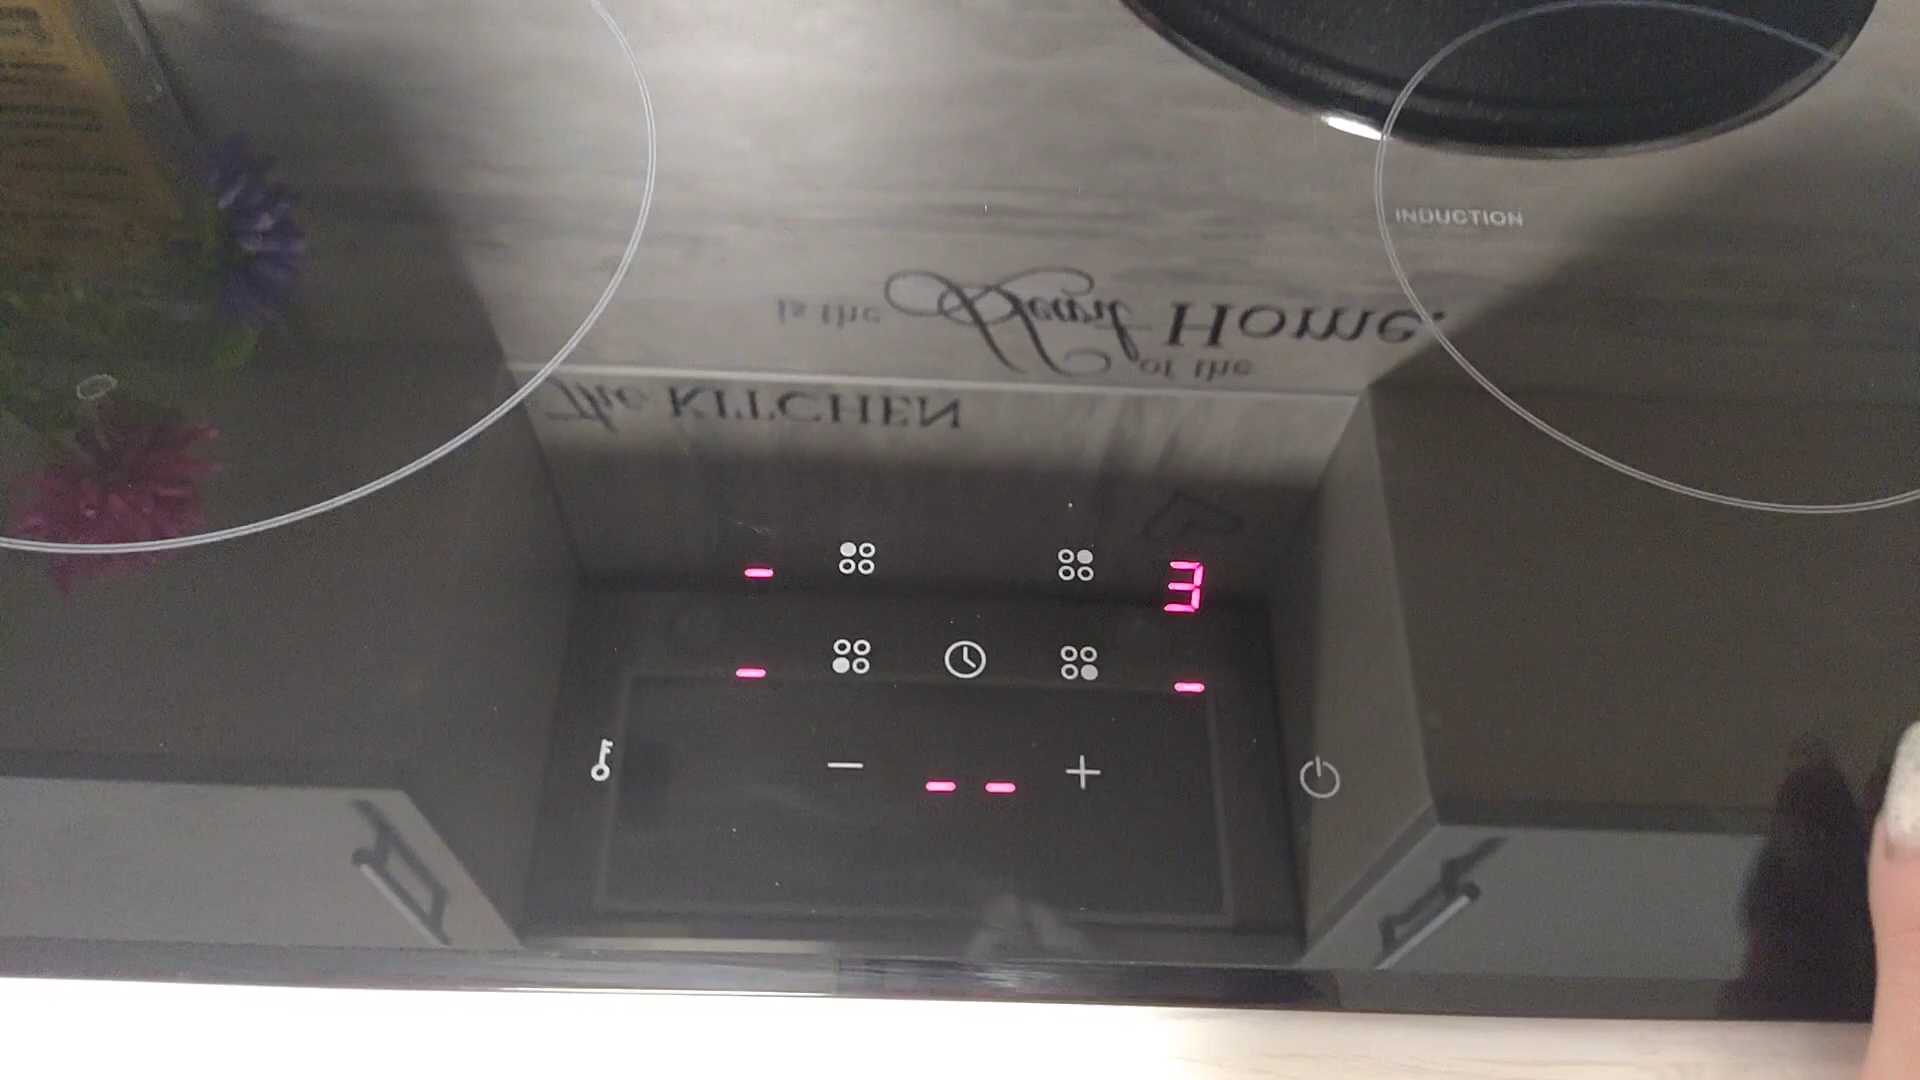 INDUCTION
is the Heart Home.
of the
The KITCHEN
3